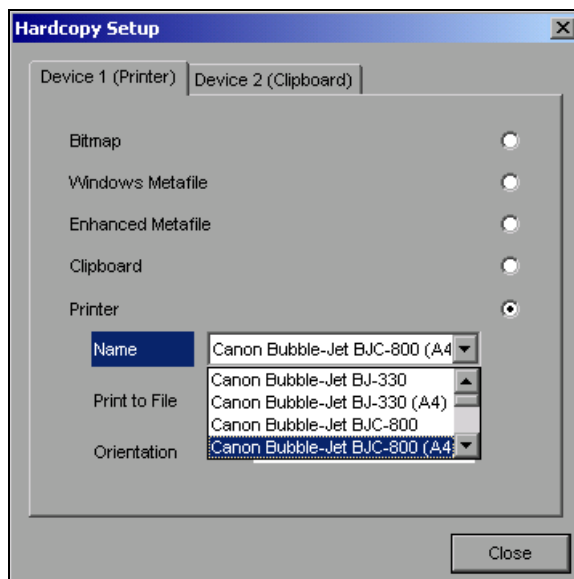 Hardcopy Setup
Device 1 (Printer) Device 2 (Clipboard)
Bitmap
Windows Metafile
Enhanced Metafile
Clipboard
Printer
Name Canon Bubble-Jet BJC-800 (A4
Canon Bubble-Jet BJ-330
Print to File Canon Bubble-Jet BJ-330 (A4)
Canon Bubble-Jet BJC-800
Orientation Canon Bubble-Jet BJC-800 (A4
Close